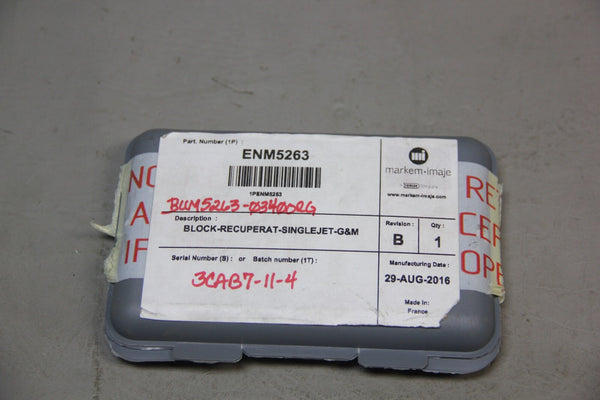 Part. Number (1P) :
ENM5263
1PENM5263
BUM5263-03400RG
Description :
BLOCK-RECUPERAT-SINGLEJET-G&M
Serial Number (S) : or Batch number (1T) :
3CAB7-11-4
mi
markem-imaje
www.markem-imaje.com
Revision :
B
Qty :
1
Manufacturing Date :
29-AUG-2016
Made in:
France
NO
A
IF
RE
CER
OPE